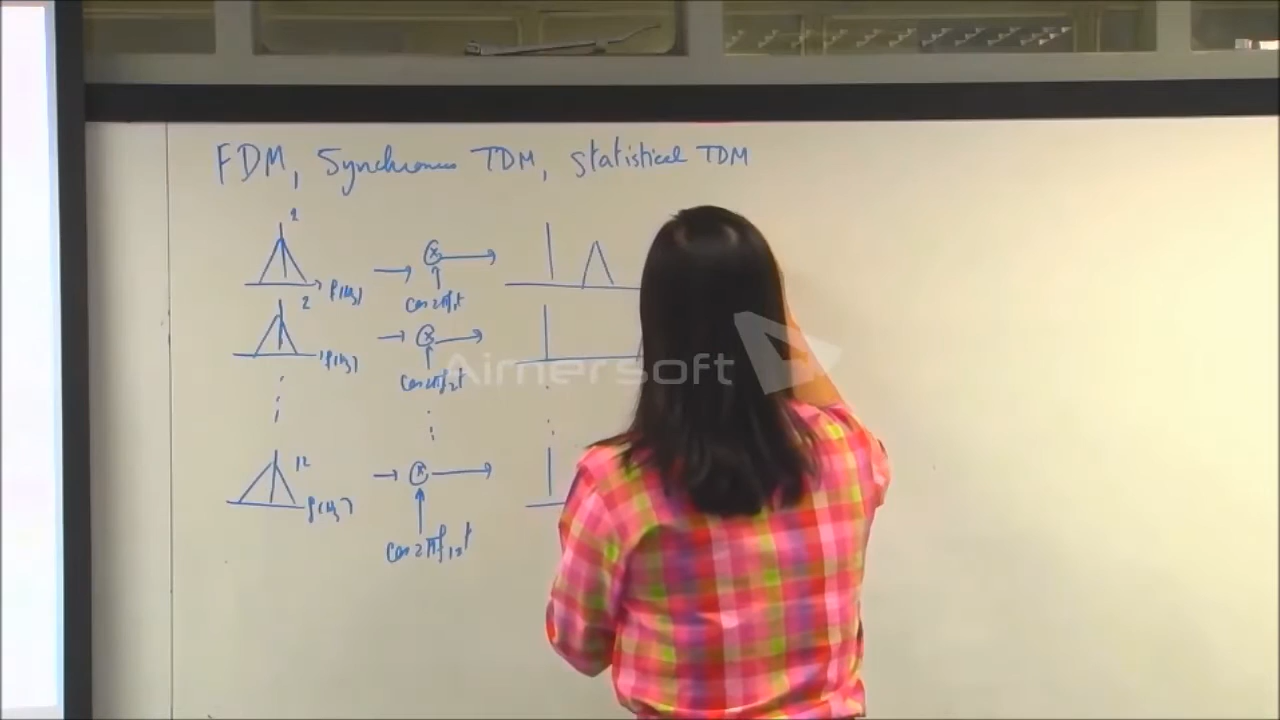 FDM, Synchronous TDM, Statistical TDM
1
f(Hz)
x
cos2πf₁t
2
f(Hz)
x
cos2πf₂t
Aimersoft
12
f(Hz)
x
cos2πf₁₂t